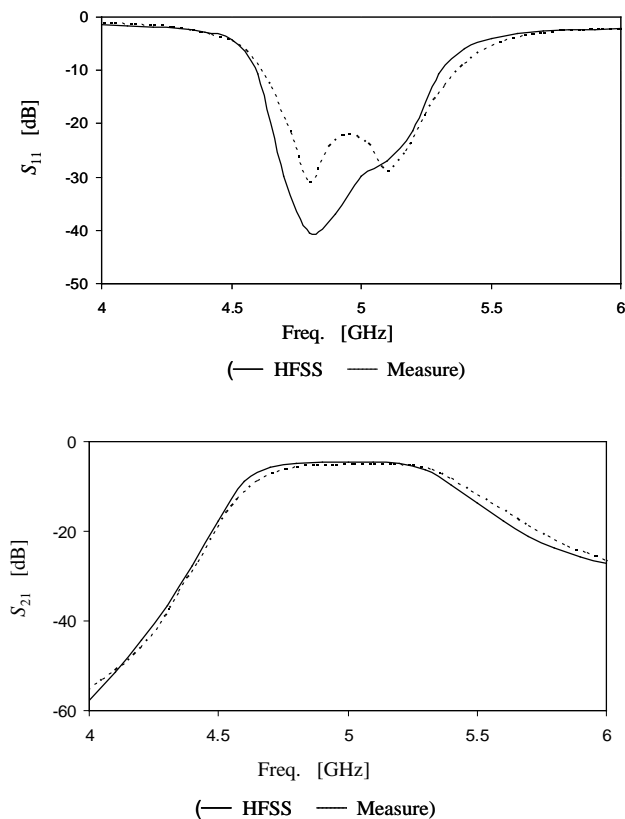 0
-10
-20
-30
-40
-50
S11 [dB]
4 4.5 5 5.5 6
Freq. [GHz]
(— HFSS ---- Measure)
0
-20
-40
-60
S21 [dB]
4 4.5 5 5.5 6
Freq. [GHz]
(— HFSS ---- Measure)